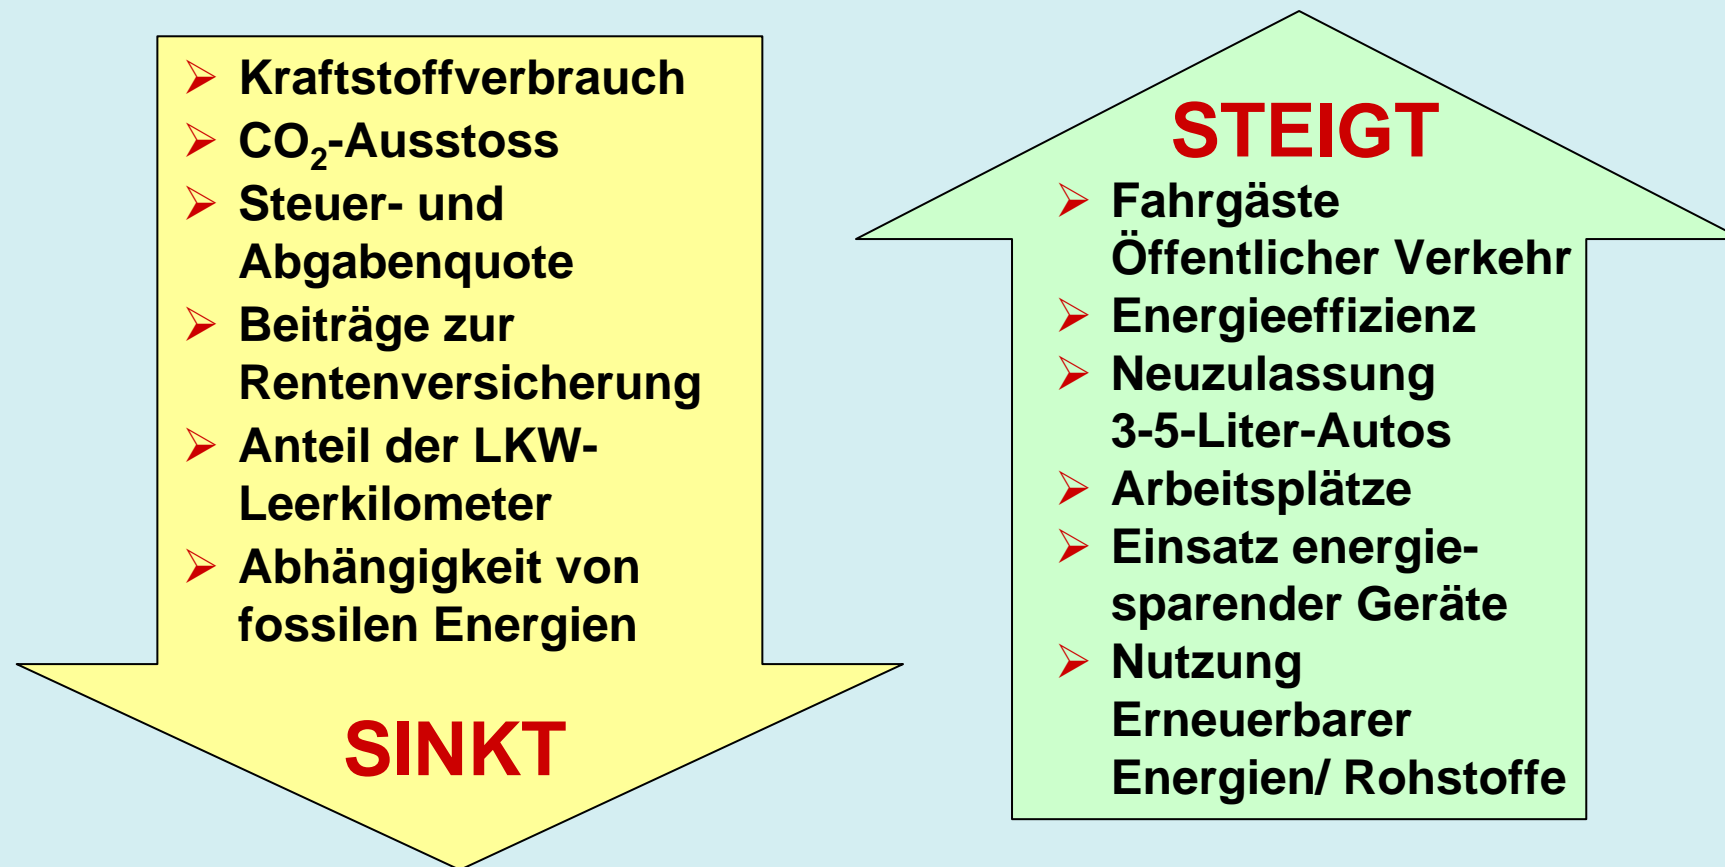 Kraftstoffverbrauch
CO₂-Ausstoss
Steuer- und
Abgabenquote
Beiträge zur
Rentenversicherung
Anteil der LKW-
Leerkilometer
Abhängigkeit von
fossilen Energien
SINKT
STEIGT
Fahrgäste
Öffentlicher Verkehr
Energieeffizienz
Neuzulassung
3-5-Liter-Autos
Arbeitsplätze
Einsatz energie-
sparender Geräte
Nutzung
Erneuerbarer
Energien/ Rohstoffe